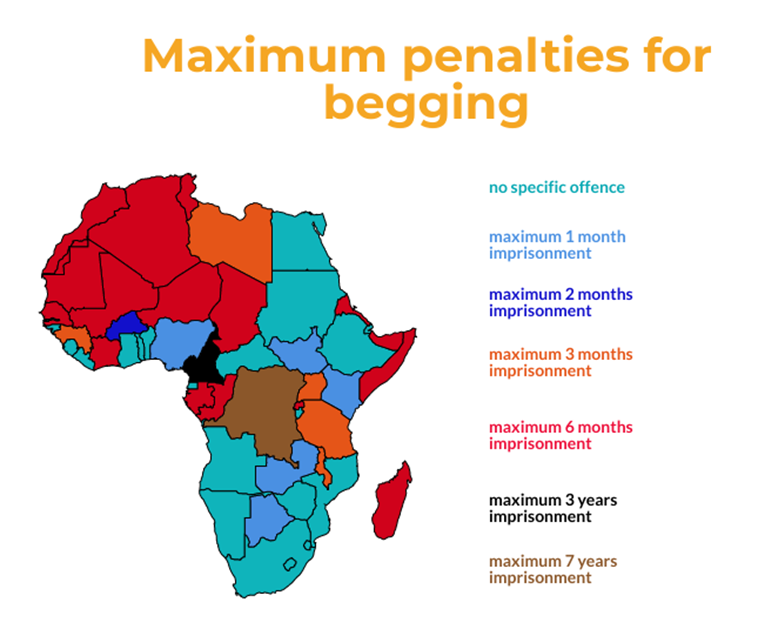 Maximum penalties for
begging
no specific offence
maximum 1 month
imprisonment
maximum 2 months
imprisonment
maximum 3 months
imprisonment
maximum 6 months
imprisonment
maximum 3 years
imprisonment
maximum 7 years
imprisonment